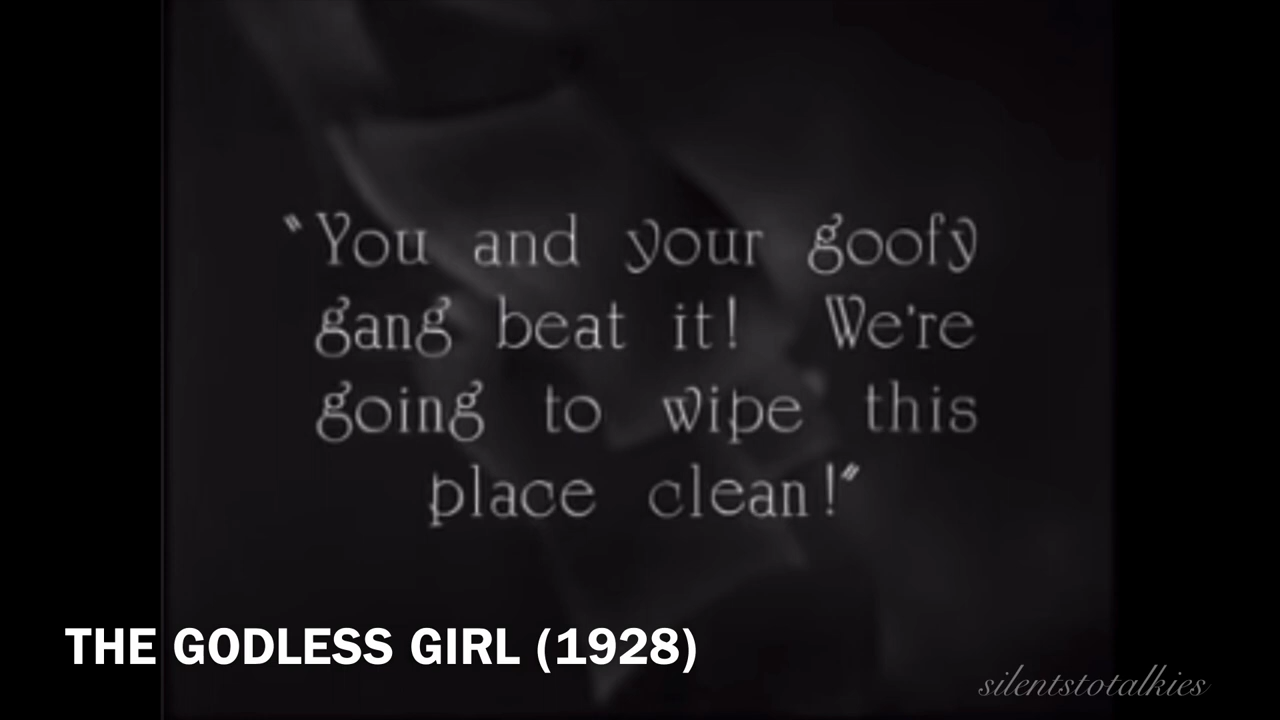 "You and your goofy
gang beat it! We're
going to wipe this
place clean!"
THE GODLESS GIRL (1928)
silentstotalkies